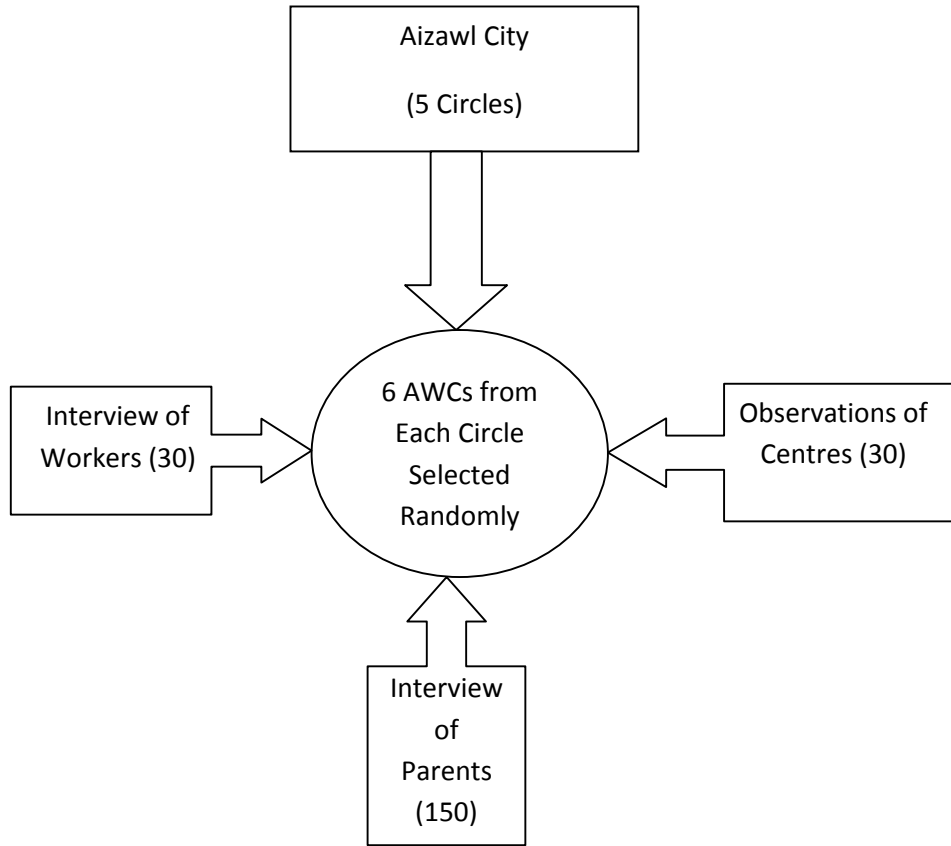 Aizawl City
(5 Circles)
6 AWCs from
Each Circle
Selected
Randomly
Interview of
Workers (30)
Observations of
Centres (30)
Interview
of
Parents
(150)